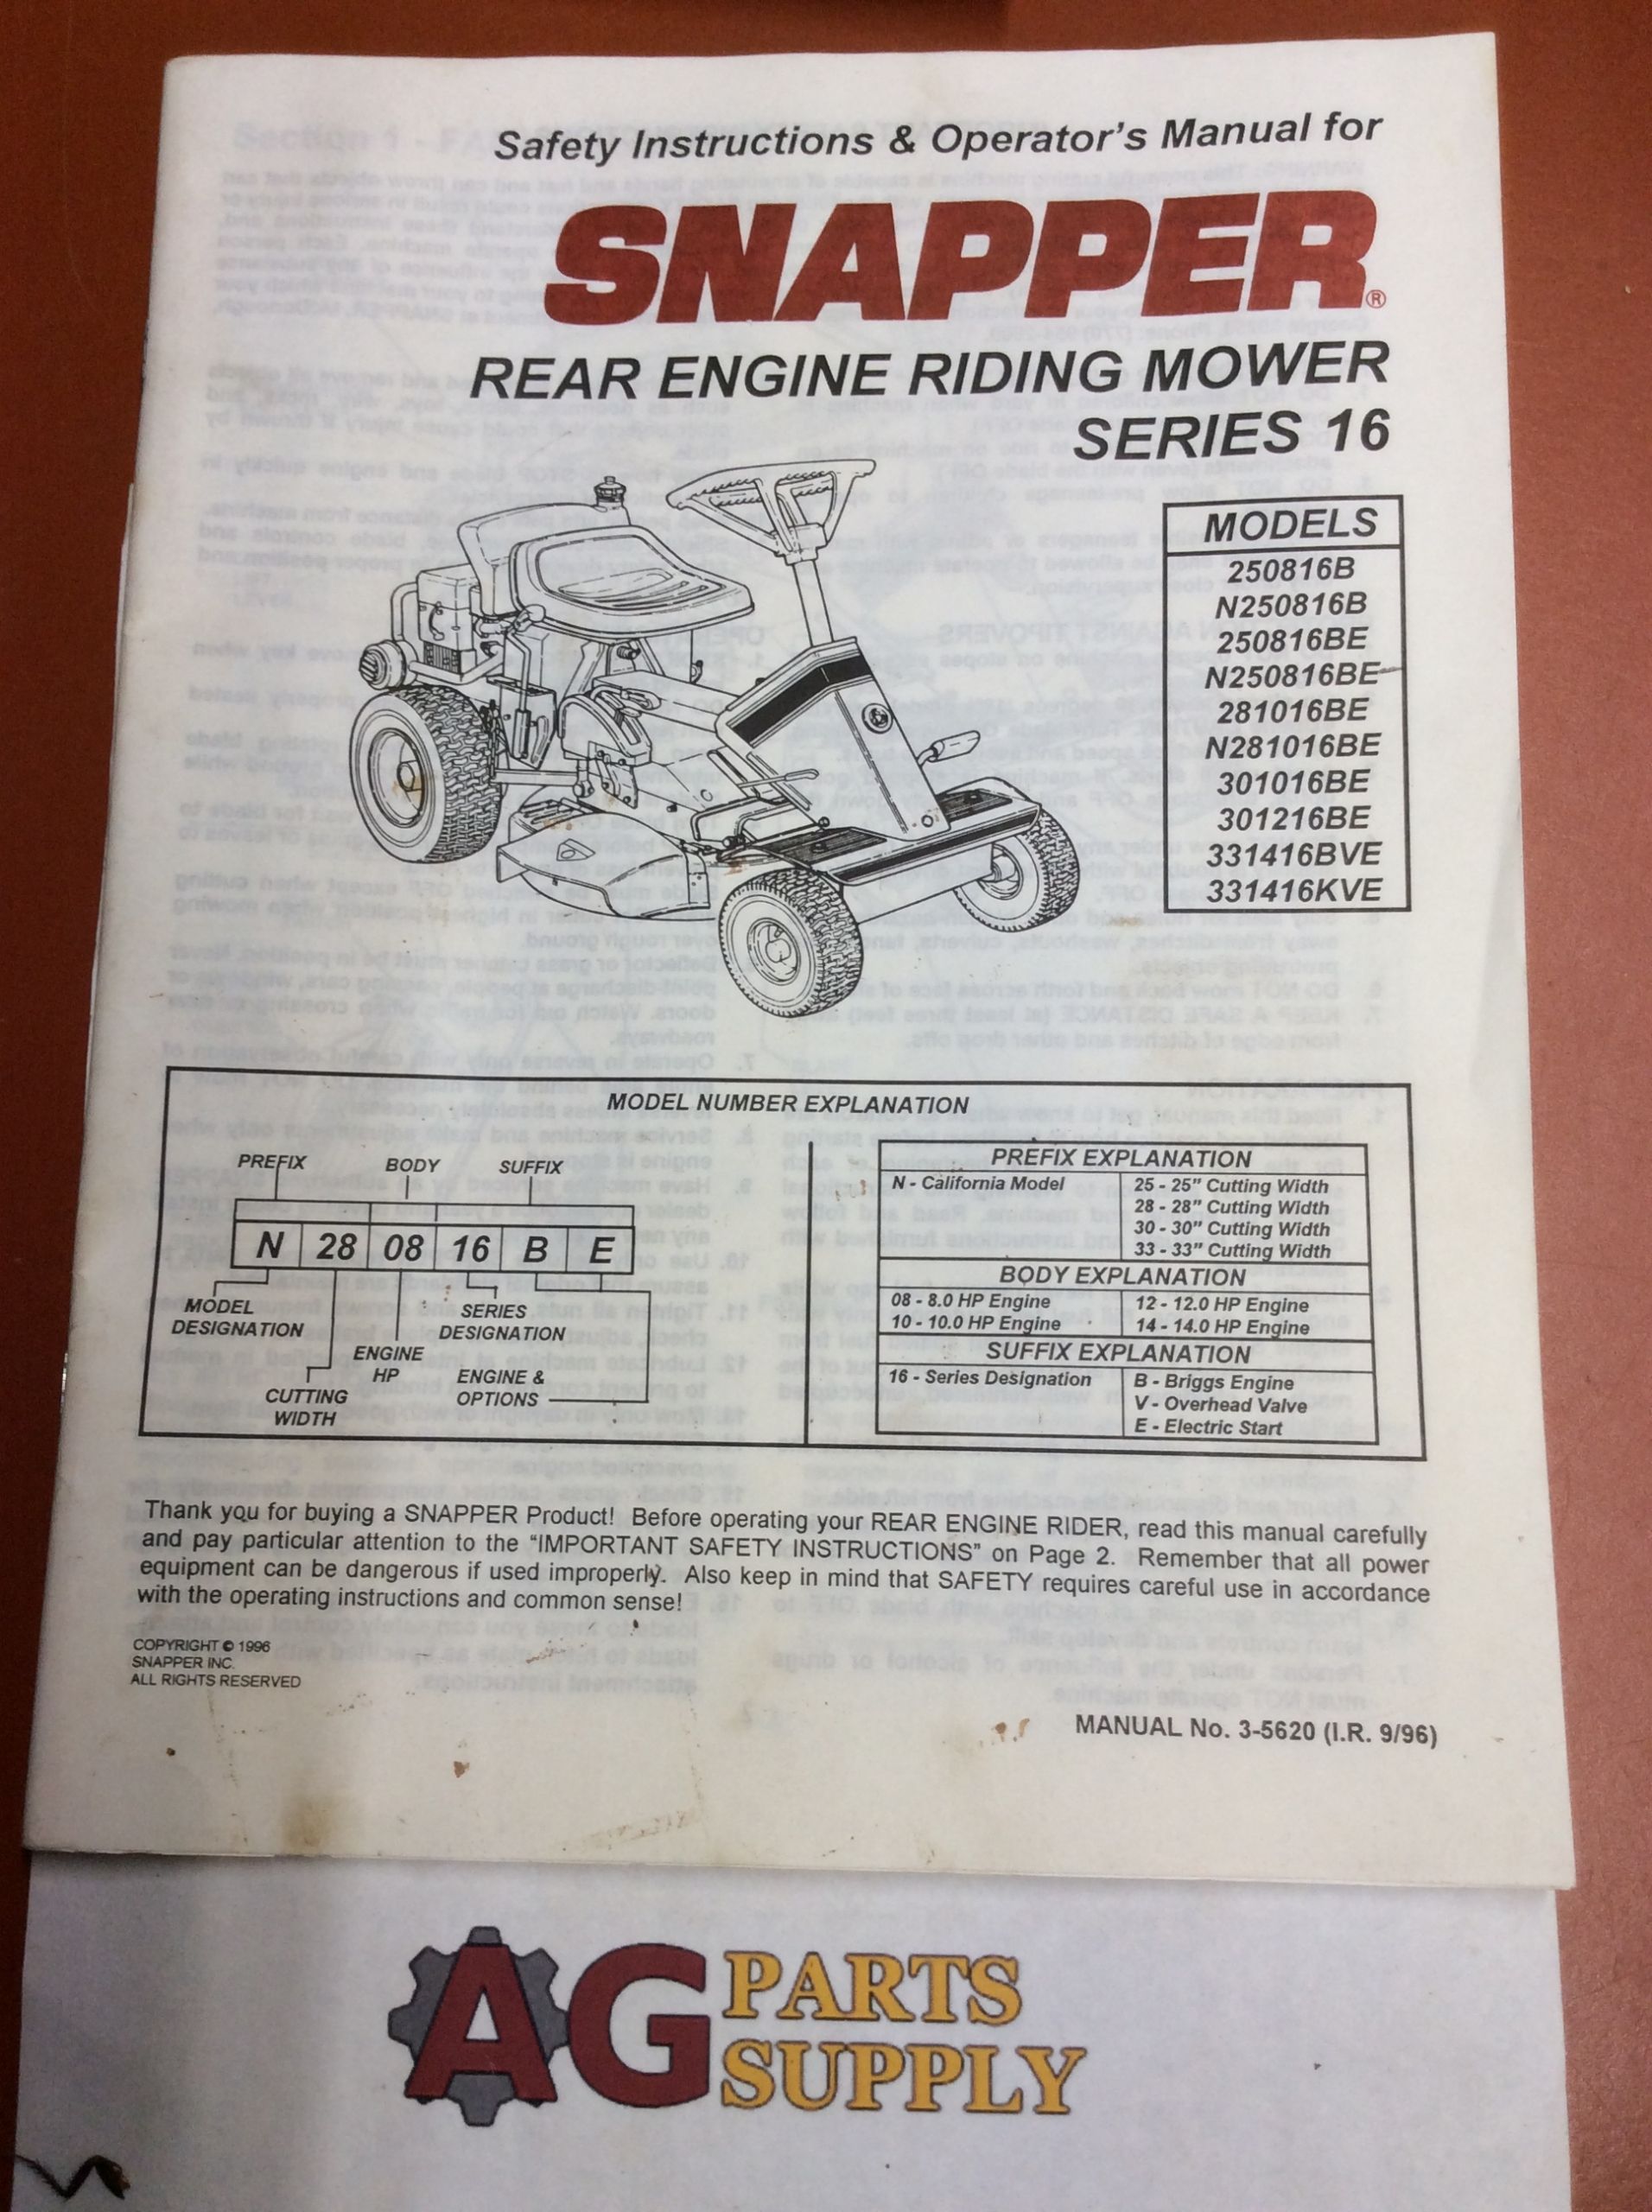 Safety Instructions & Operator's Manual for
SNAPPER®
REAR ENGINE RIDING MOWER
SERIES 16
MODELS
250816B
N250816B
250816BE
N250816BE
281016BE
N281016BE
301016BE
301216BE
331416BVE
331416KVE
MODEL NUMBER EXPLANATION
PREFIX BODY SUFFIX
N 28 08 16 B E
MODEL
DESIGNATION
CUTTING
WIDTH
ENGINE
HP
SERIES
DESIGNATION
ENGINE &
OPTIONS
PREFIX EXPLANATION
N - California Model
25 - 25" Cutting Width
28 - 28" Cutting Width
30 - 30" Cutting Width
33 - 33" Cutting Width
BODY EXPLANATION
08 - 8.0 HP Engine
10 - 10.0 HP Engine
12 - 12.0 HP Engine
14 - 14.0 HP Engine
SUFFIX EXPLANATION
16 - Series Designation
B - Briggs Engine
V - Overhead Valve
E - Electric Start
Thank you for buying a SNAPPER Product! Before operating your REAR ENGINE RIDER, read this manual carefully
and pay particular attention to the "IMPORTANT SAFETY INSTRUCTIONS" on Page 2. Remember that all power
equipment can be dangerous if used improperly. Also keep in mind that SAFETY requires careful use in accordance
with the operating instructions and common sense!
COPYRIGHT © 1996
SNAPPER INC.
ALL RIGHTS RESERVED
MANUAL No. 3-5620 (I.R. 9/96)
AG PARTS
SUPPLY